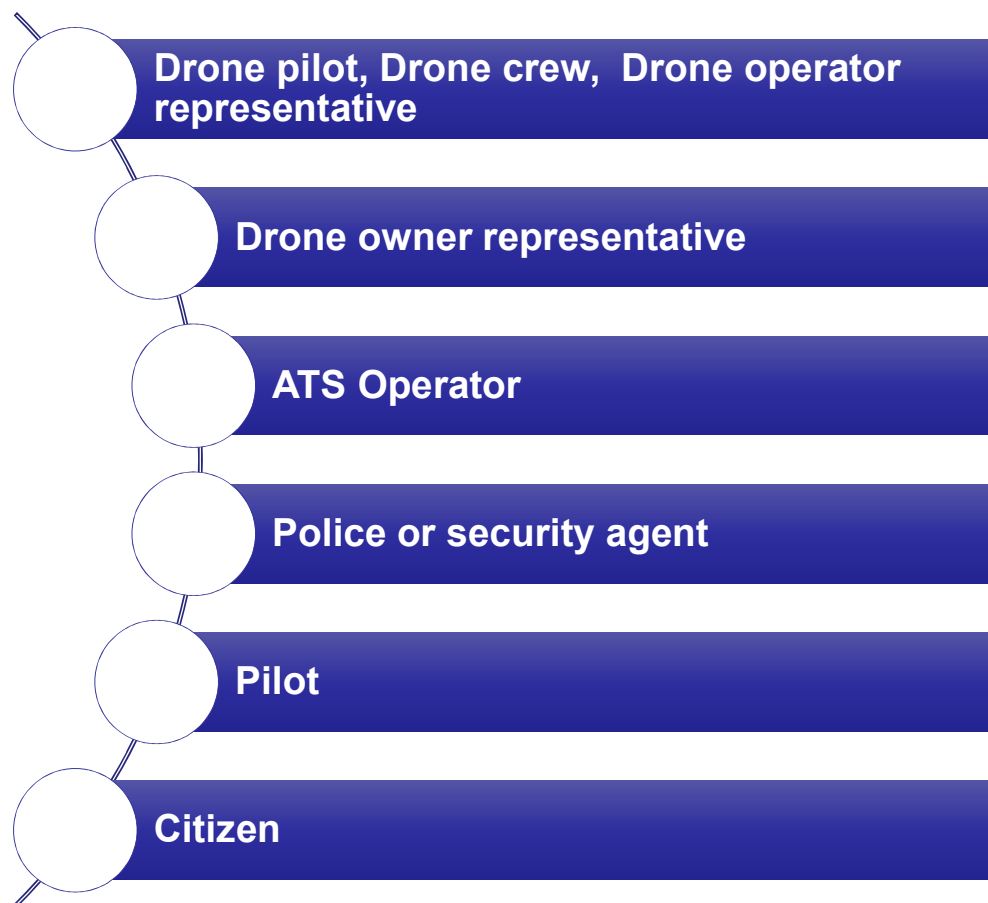 Drone pilot, Drone crew,  Drone operator
representative
Drone owner representative
ATS Operator
Police or security agent
Pilot
Citizen